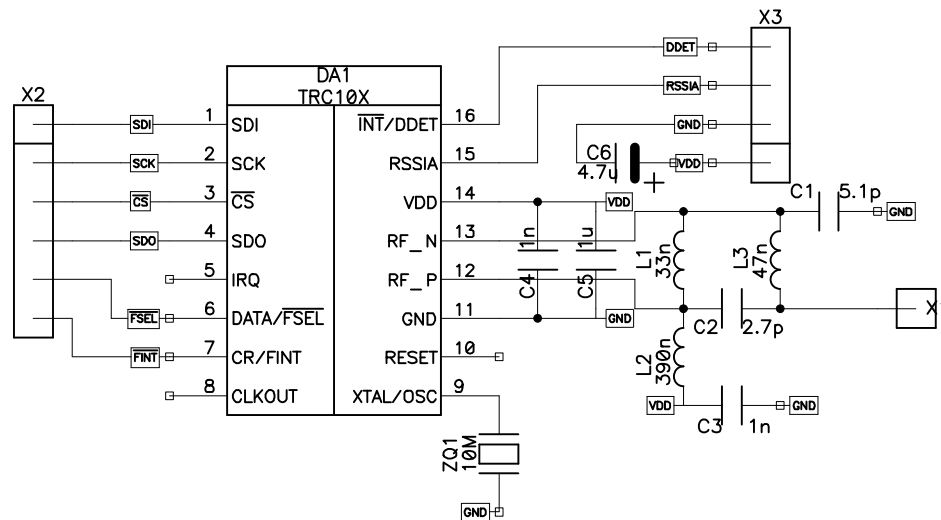 X3
DDET
RSSIA
GND
VDD
C6
4.7u
+
X2
DA1
TRC10X
SDI 1 SDI
SCK 2 SCK
CS 3 CS
SDO 4 SDO
5 IRQ
FSEL 6 DATA/FSEL
FINT 7 CR/FINT
8 CLKOUT
INT/DDET 16
RSSIA 15
VDD 14
RF_N 13
RF_P 12
GND 11
RESET 10
XTAL/OSC 9
VDD
1n
C4
1u
C5
GND
C1 5.1p
GND
L1
33n
L3
47n
C2 2.7p
X
L2
390n
VDD
C3 1n
GND
ZQ1
10M
GND